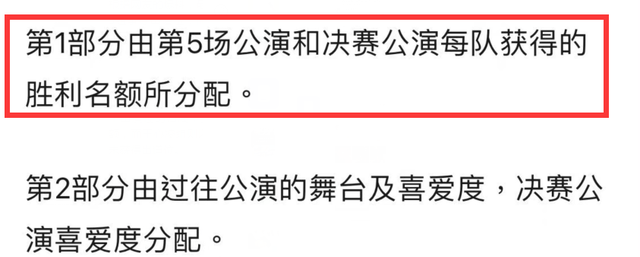 第1部分由第5场公演和决赛公演每队获得的
胜利名额所分配。
第2部分由过往公演的舞台及喜爱度，决赛公
演喜爱度分配。